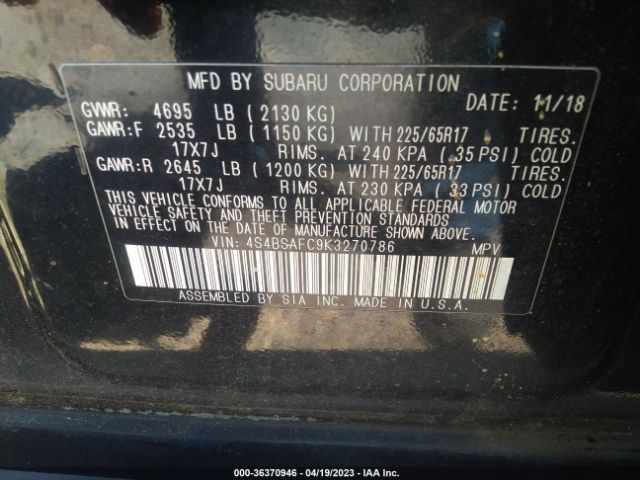 MFD BY SUBARU CORPORATION
GVWR: 4695 LB (2130 KG) DATE: 11/18
GAWR:F 2535 LB (1150 KG) WITH 225/65R17 TIRES.
17X7J RIMS. AT 240 KPA (35 PSI) COLD
GAWR:R 2645 LB (1200 KG) WITH 225/65R17 TIRES.
17X7J RIMS. AT 230 KPA (33 PSI) COLD
THIS VEHICLE CONFORMS TO ALL APPLICABLE FEDERAL MOTOR
VEHICLE SAFETY AND THEFT PREVENTION STANDARDS
IN EFFECT ON THE DATE OF MANUFACTURE SHOWN ABOVE.
VIN: 4S4BSAFC9K3270786 MPV
ASSEMBLED BY SIA INC. MADE IN U.S.A.
000-36370946 - 04/19/2023 - IAA Inc.